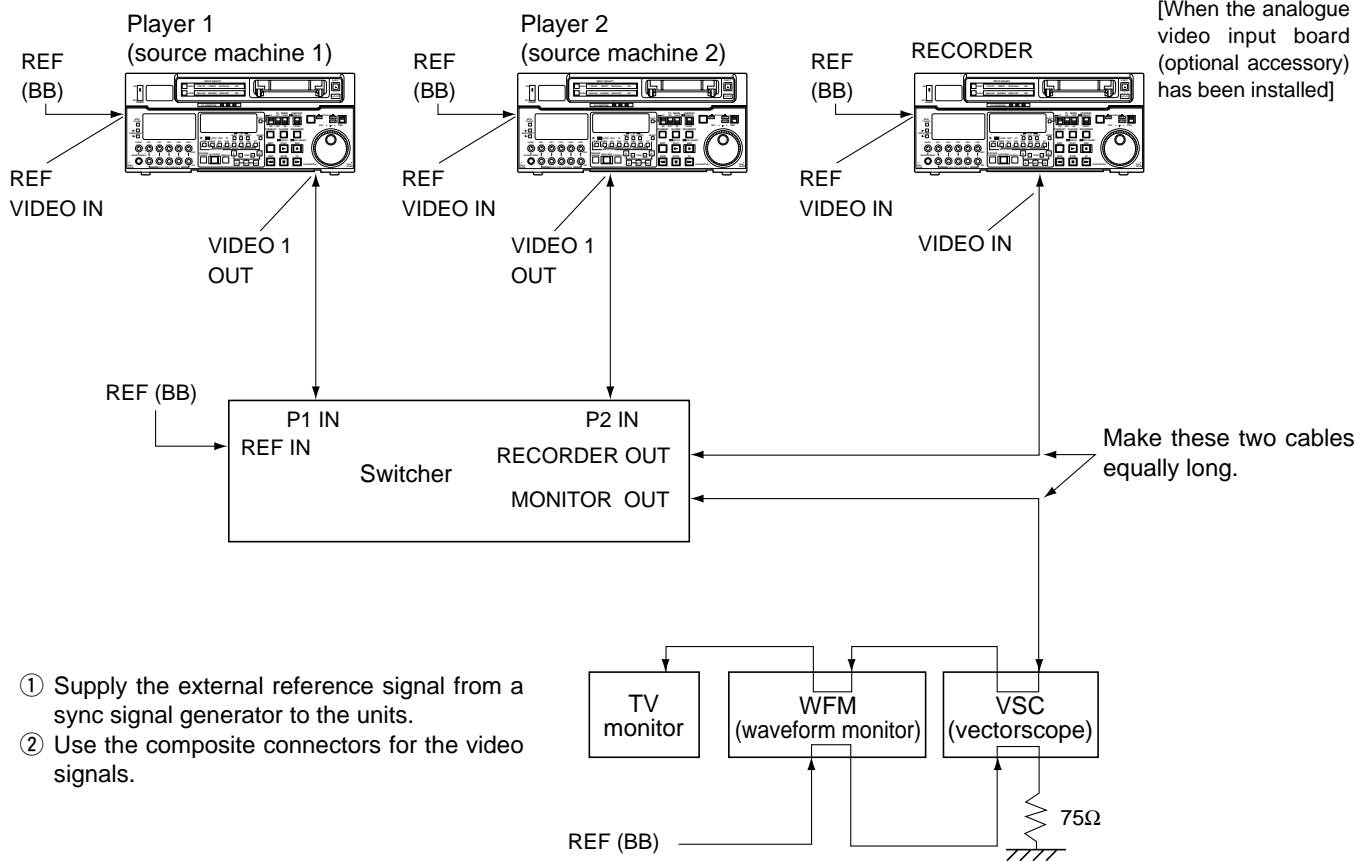 [When the analogue
video input board
(optional accessory)
has been installed]
Player 1
(source machine 1)
Player 2
(source machine 2)
RECORDER
REF
(BB)
REF
(BB)
REF
(BB)
REF
VIDEO IN
REF
VIDEO IN
REF
VIDEO IN
VIDEO 1
OUT
VIDEO 1
OUT
VIDEO IN
REF (BB)
P1 IN
P2 IN
REF IN
RECORDER OUT
Switcher
MONITOR OUT
Make these two cables
equally long.
① Supply the external reference signal from a
sync signal generator to the units.
② Use the composite connectors for the video
signals.
TV
monitor
WFM
(waveform monitor)
VSC
(vectorscope)
75Ω
REF (BB)